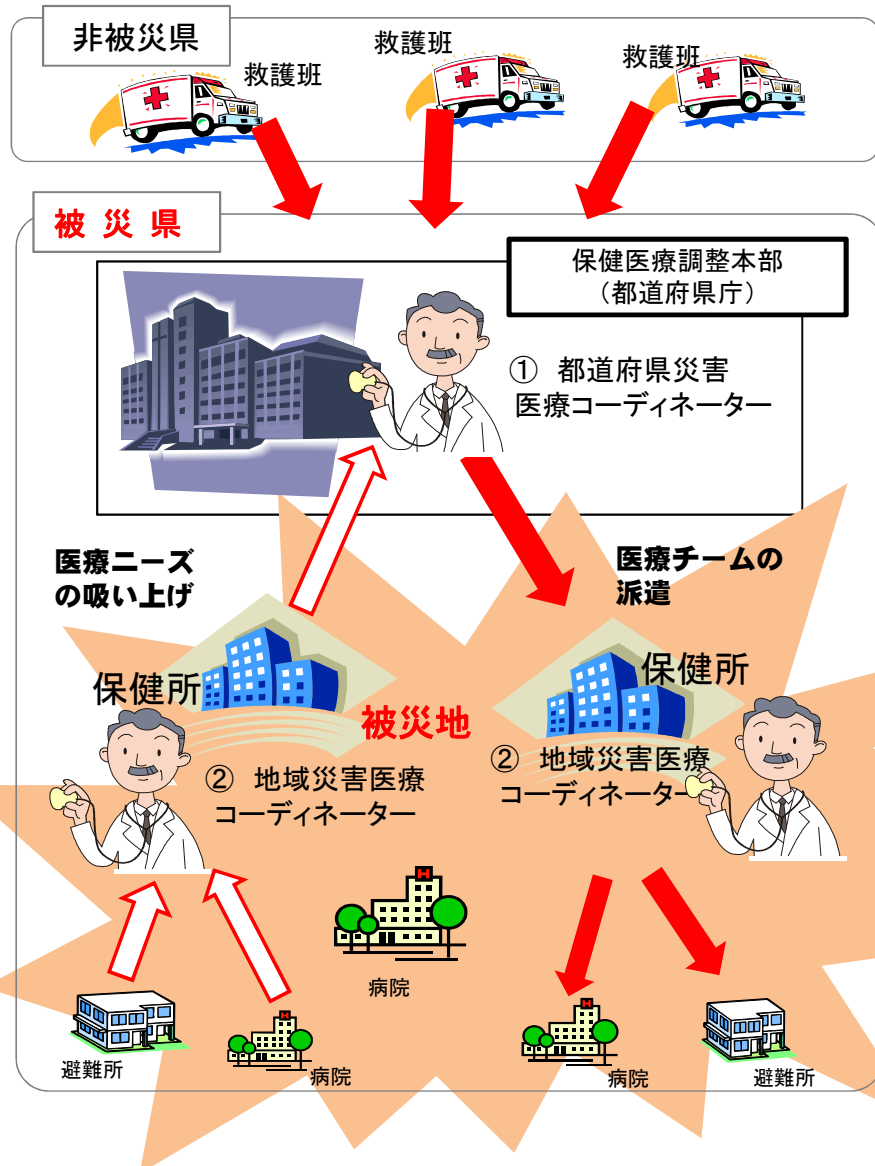 非被災県
救護班
救護班
救護班
被 災 県
保健医療調整本部
（都道府県庁）
① 都道府県災害
医療コーディネーター
医療ニーズ
の吸い上げ
医療チームの
派遣
保健所
保健所
被災地
② 地域災害医療
コーディネーター
② 地域災害医療
コーディネーター
病院
避難所
病院
病院
避難所